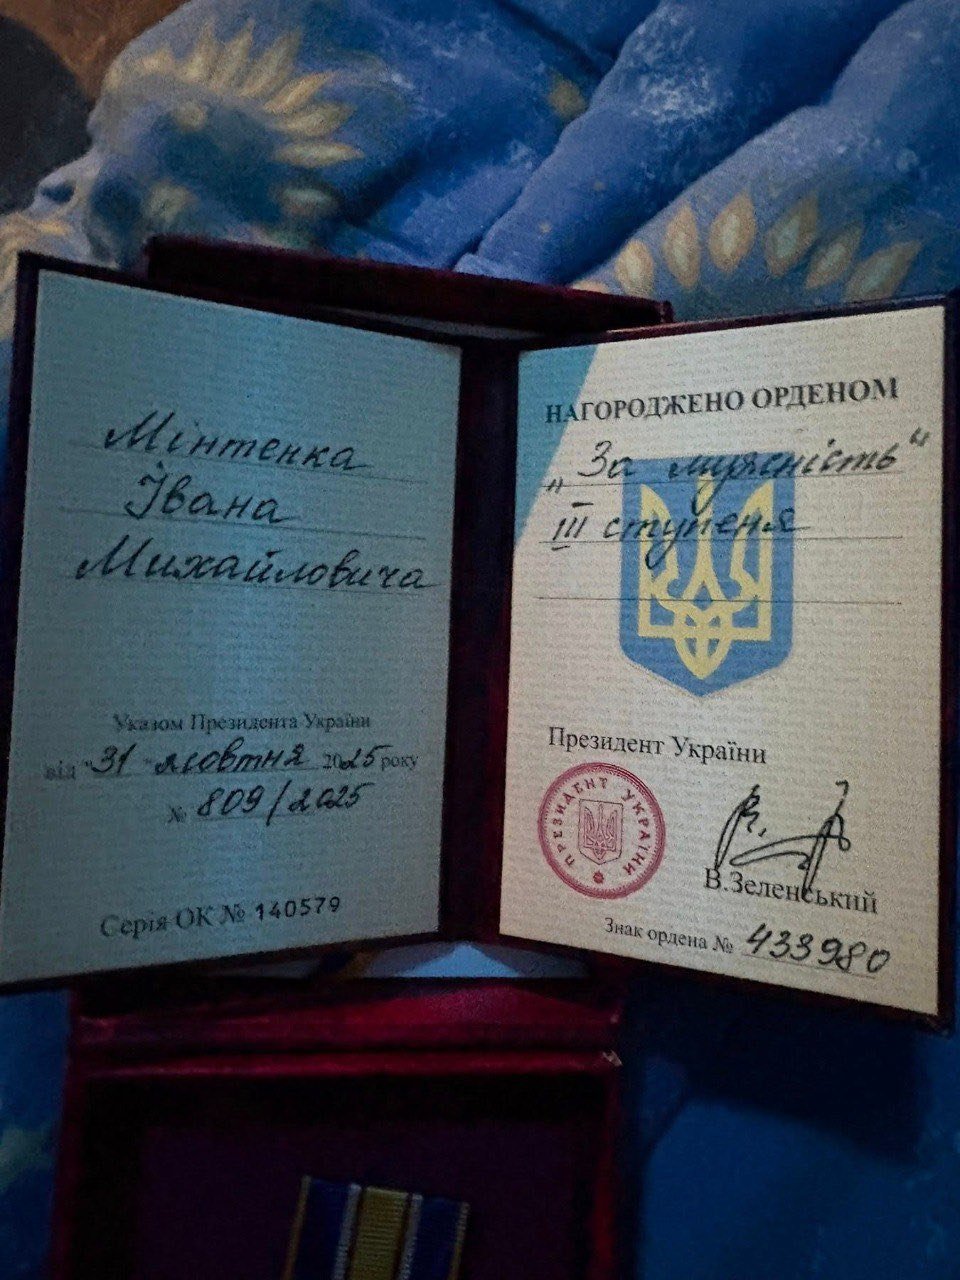 Мінтенка
Івана
Михайловича
Указом Президента України
від "31" жовтня 2025 року
№ 809/2025
Серія ОК № 140579
НАГОРОДЖЕНО ОРДЕНОМ
„За мужність“
III ступеня
Президент України
ПРЕЗИДЕНТ УКРАЇНИ
В.Зеленський
Знак ордена № 433980